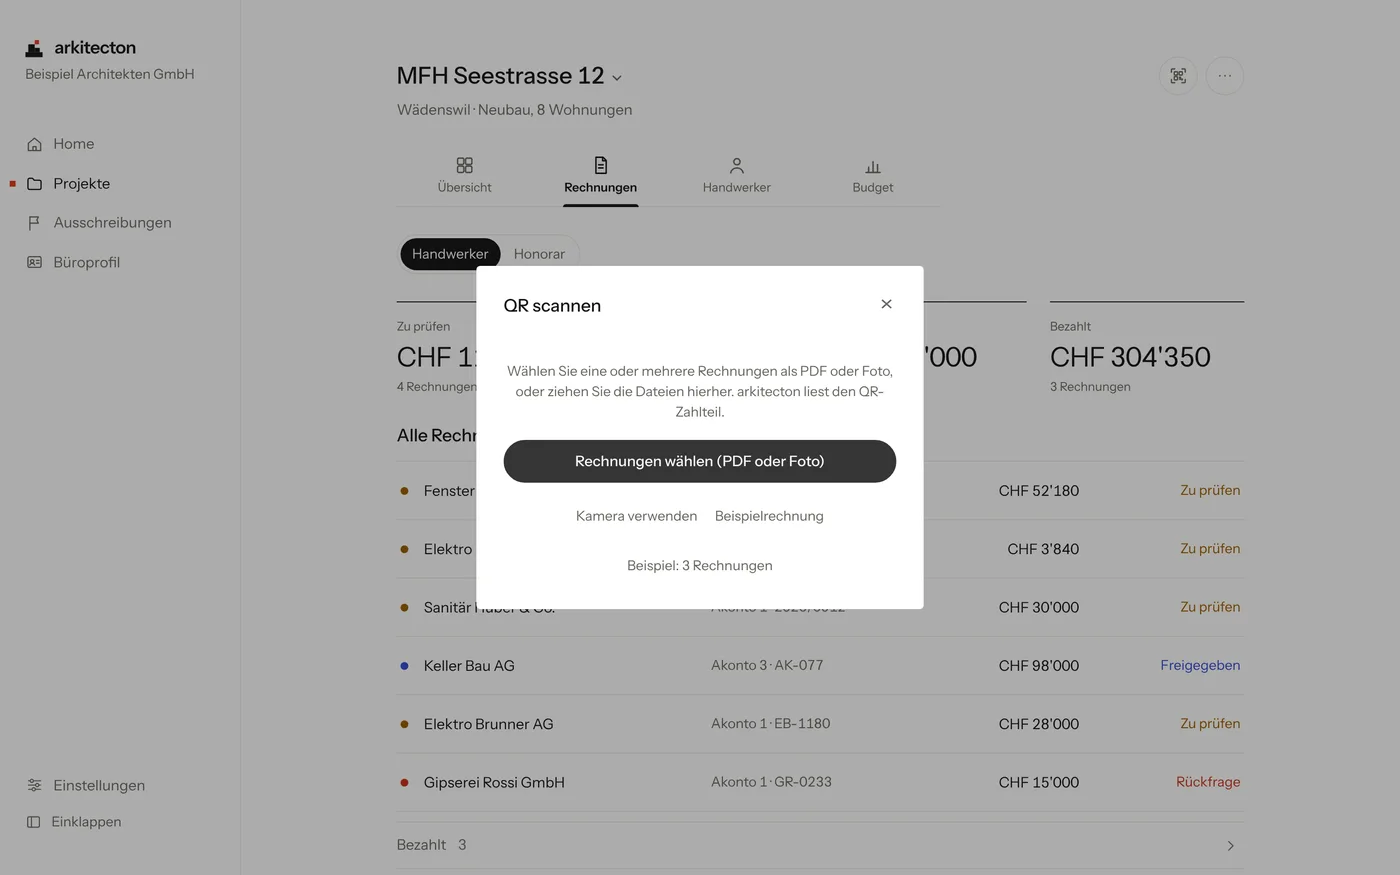 arkitecton
Beispiel Architekten GmbH
Home
Projekte
Ausschreibungen
Büroprofil
Einstellungen
Einklappen
MFH Seestrasse 12
Wädenswil · Neubau, 8 Wohnungen
Übersicht
Rechnungen
Handwerker
Budget
Handwerker
Honorar
Zu prüfen
CHF
4 Rechnungen
'000
Bezahlt
CHF 304'350
3 Rechnungen
Alle
QR scannen
Wählen Sie eine oder mehrere Rechnungen als PDF oder Foto,
oder ziehen Sie die Dateien hierher. arkitecton liest den QR-
Zahlteil.
Rechnungen wählen (PDF oder Foto)
Kamera verwenden
Beispielrechnung
Beispiel: 3 Rechnungen
Fenster CHF 52'180 Zu prüfen
Elektro CHF 3'840 Zu prüfen
Sanitär Huber & Co. CHF 30'000 Zu prüfen
Keller Bau AG Akonto 3 · AK-077 CHF 98'000 Freigegeben
Elektro Brunner AG Akonto 1 · EB-1180 CHF 28'000 Zu prüfen
Gipserei Rossi GmbH Akonto 1 · GR-0233 CHF 15'000 Rückfrage
Bezahlt 3